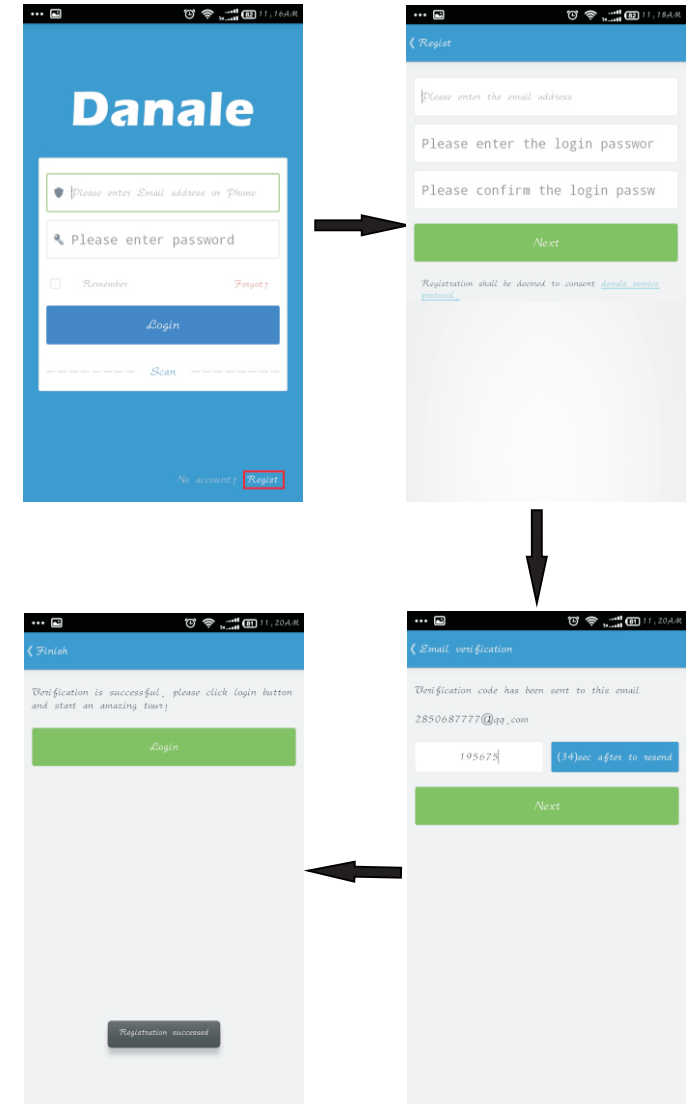 11,16AM
Danale
Please enter Email address or Phone
Please enter password
Remember
Forgot?
Login
Scan
No account? Regist
11,18AM
Regist
Please enter the email address
Please enter the login passwor
Please confirm the login passw
Next
Registration shall be deemed to consent danale service
protocol.
82 11,20AM
Email verification
Verification code has been sent to this email
2850687777@qq.com
195675
(34)sec after to resend
Next
11,20AM
Finish
Verification is successful, please click login button
and start an amazing tour!
Login
Registration successed